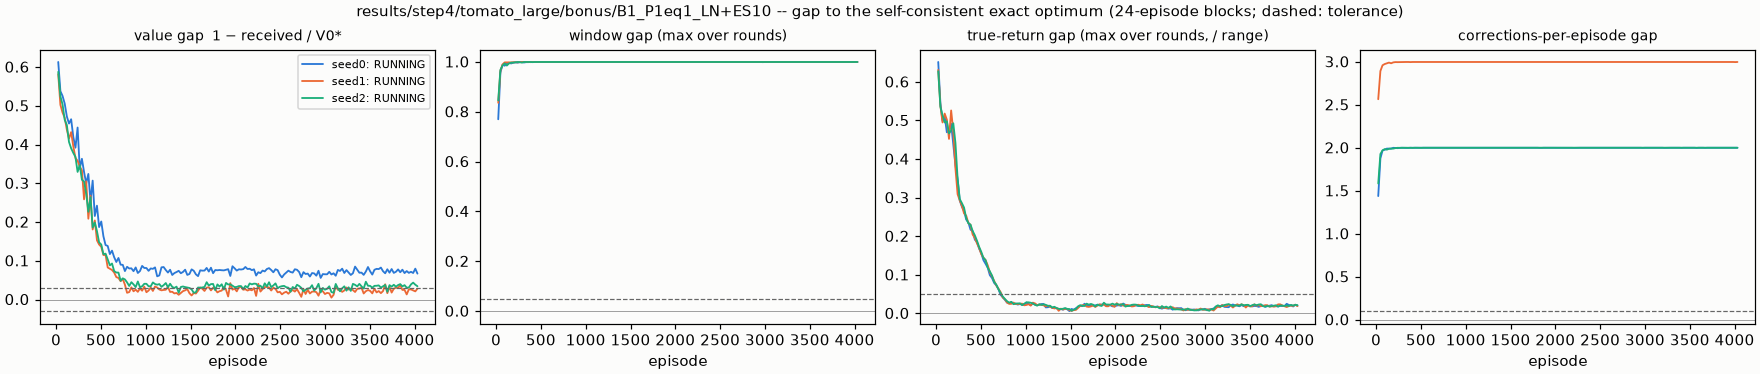 results/step4/tomato_large/bonus/B1_P1eq1_LN+ES10 -- gap to the self-consistent exact optimum (24-episode blocks; dashed: tolerance)
value gap 1 − received / V0*
0.6
0.5
0.4
0.3
0.2
0.1
0.0
seed0: RUNNING
seed1: RUNNING
seed2: RUNNING
0 500 1000 1500 2000 2500 3000 3500 4000
episode
window gap (max over rounds)
1.0
0.8
0.6
0.4
0.2
0.0
0 500 1000 1500 2000 2500 3000 3500 4000
episode
true-return gap (max over rounds, / range)
0.6
0.5
0.4
0.3
0.2
0.1
0.0
0 500 1000 1500 2000 2500 3000 3500 4000
episode
corrections-per-episode gap
3.0
2.5
2.0
1.5
1.0
0.5
0.0
0 500 1000 1500 2000 2500 3000 3500 4000
episode